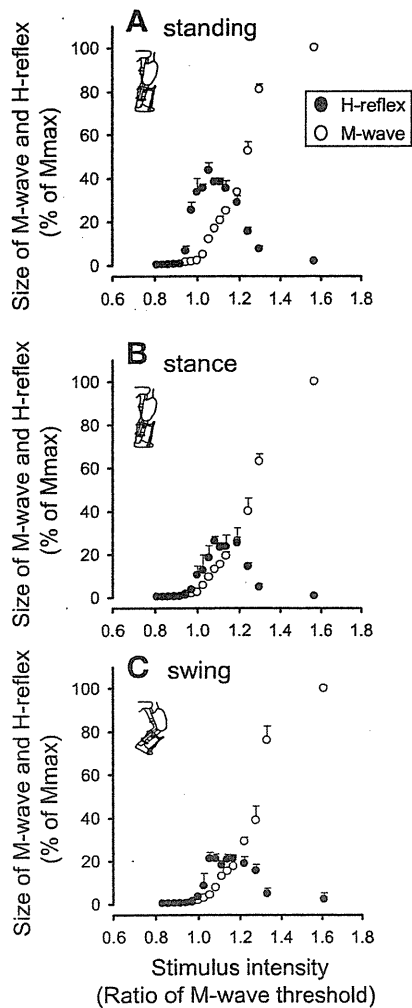 A standing
Size of M-wave and H-reflex
(% of Mmax)
100
80
60
40
20
0
0.6 0.8 1.0 1.2 1.4 1.6 1.8
H-reflex
M-wave
B stance
Size of M-wave and H-reflex
(% of Mmax)
100
80
60
40
20
0
0.6 0.8 1.0 1.2 1.4 1.6 1.8
C swing
Size of M-wave and H-reflex
(% of Mmax)
100
80
60
40
20
0
0.6 0.8 1.0 1.2 1.4 1.6 1.8
Stimulus intensity
(Ratio of M-wave threshold)